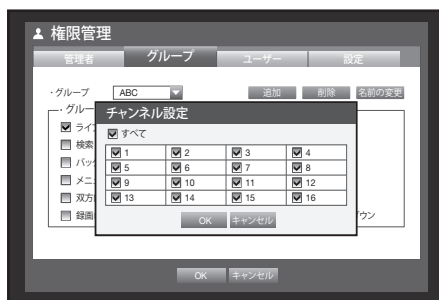 権限管理
管理者 グループ ユーザー 設定
・グループ ABC 追加 削除 名前の変更
・グルー
チャンネル設定
すべて
1 2 3 4
5 6 7 8
9 10 11 12
13 14 15 16
OK キャンセル
ライ
検索
バッ
メニ
双方
録画 ウン
OK キャンセル